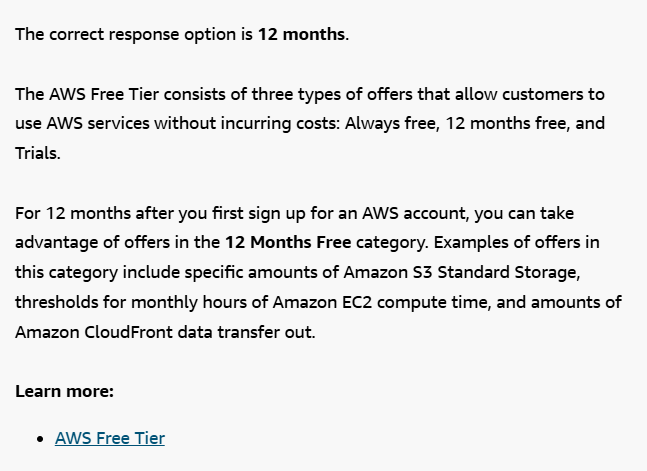 The correct response option is 12 months.
The AWS Free Tier consists of three types of offers that allow customers to
use AWS services without incurring costs: Always free, 12 months free, and
Trials.
For 12 months after you first sign up for an AWS account, you can take
advantage of offers in the 12 Months Free category. Examples of offers in
this category include specific amounts of Amazon S3 Standard Storage,
thresholds for monthly hours of Amazon EC2 compute time, and amounts of
Amazon CloudFront data transfer out.
Learn more:
• AWS Free Tier